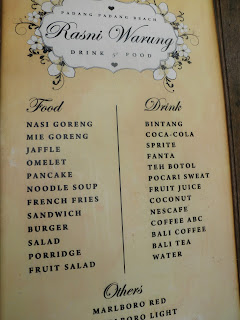 PADANG PADANG BEACH
Rasni Warung
DRINK & FOOD
Food
NASI GORENG
MIE GORENG
JAFFLE
OMELET
PANCAKE
NOODLE SOUP
FRENCH FRIES
SANDWICH
BURGER
SALAD
PORRIDGE
FRUIT SALAD
Drink
BINTANG
COCA-COLA
SPRITE
FANTA
TEH BOTOL
POCARI SWEAT
FRUIT JUICE
COCONUT
NESCAFE
COFFEE ABC
BALI COFFEE
BALI TEA
WATER
Others
MARLBORO RED
LIGHT